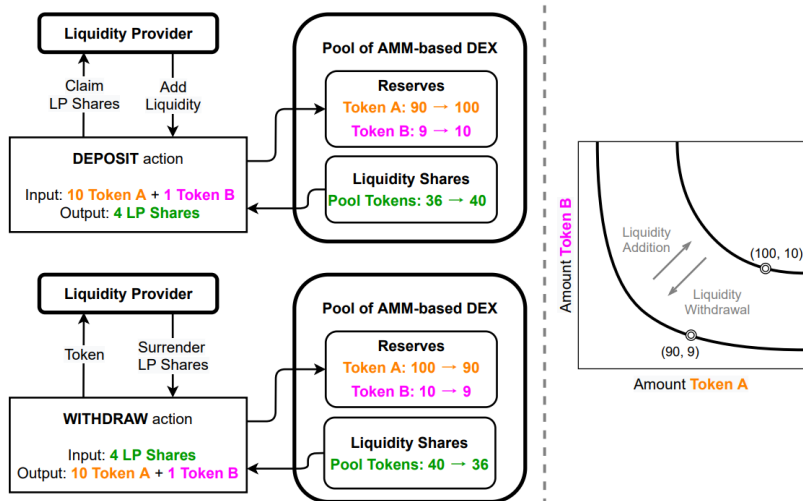 Liquidity Provider
Claim
LP Shares
Add
Liquidity
DEPOSIT action
Input: 10 Token A + 1 Token B
Output: 4 LP Shares
Pool of AMM-based DEX
Reserves
Token A: 90 → 100
Token B: 9 → 10
Liquidity Shares
Pool Tokens: 36 → 40
Liquidity Provider
Token
Surrender
LP Shares
WITHDRAW action
Input: 4 LP Shares
Output: 10 Token A + 1 Token B
Pool of AMM-based DEX
Reserves
Token A: 100 → 90
Token B: 10 → 9
Liquidity Shares
Pool Tokens: 40 → 36
Amount Token B
Liquidity
Addition
(100, 10)
Liquidity
Withdrawal
(90, 9)
Amount Token A